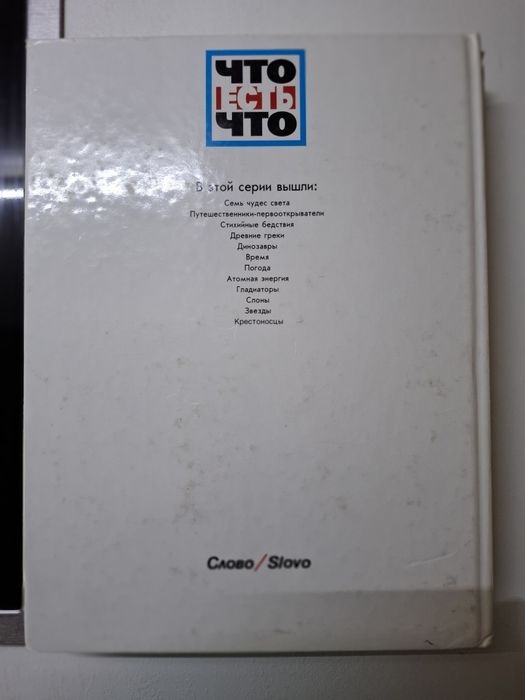 ЧТО
ЕСТЬ
ЧТО
В этой серии вышли:
Семь чудес света
Путешественники-первооткрыватели
Стихийные бедствия
Древние греки
Динозавры
Время
Погода
Атомная энергия
Гладиаторы
Слоны
Звезды
Крестоносцы
Слово/Slovo